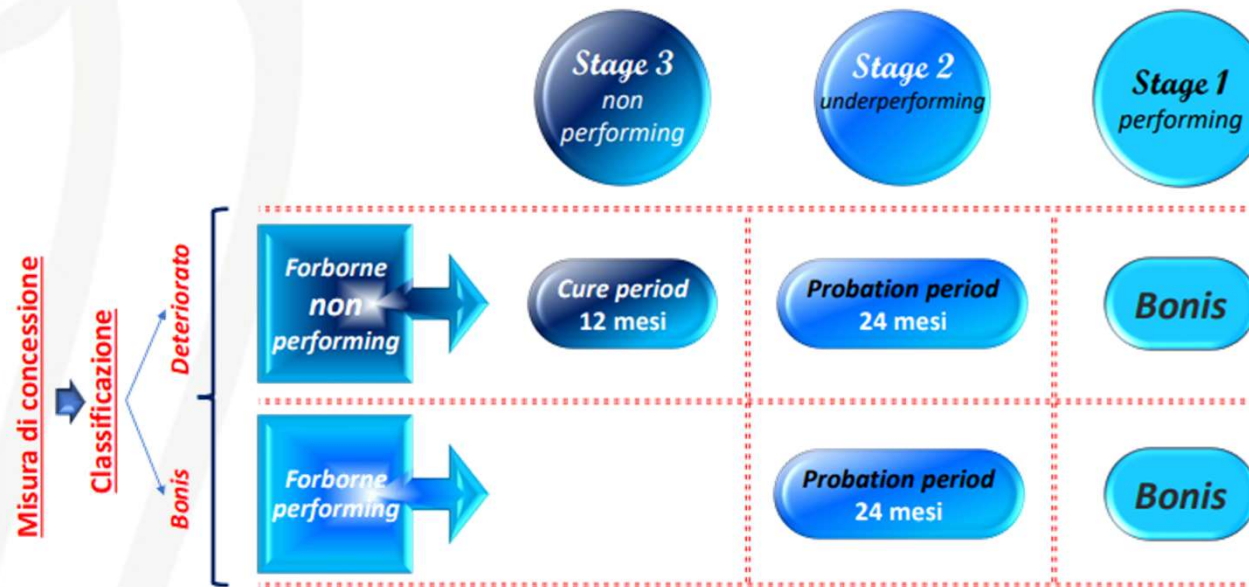 Stage 3
non
performing
Stage 2
underperforming
Stage 1
performing
Misura di concessione
Classificazione
Deteriorato
Bonis
Forborne
non
performing
Cure period
12 mesi
Probation period
24 mesi
Bonis
Forborne
performing
Probation period
24 mesi
Bonis